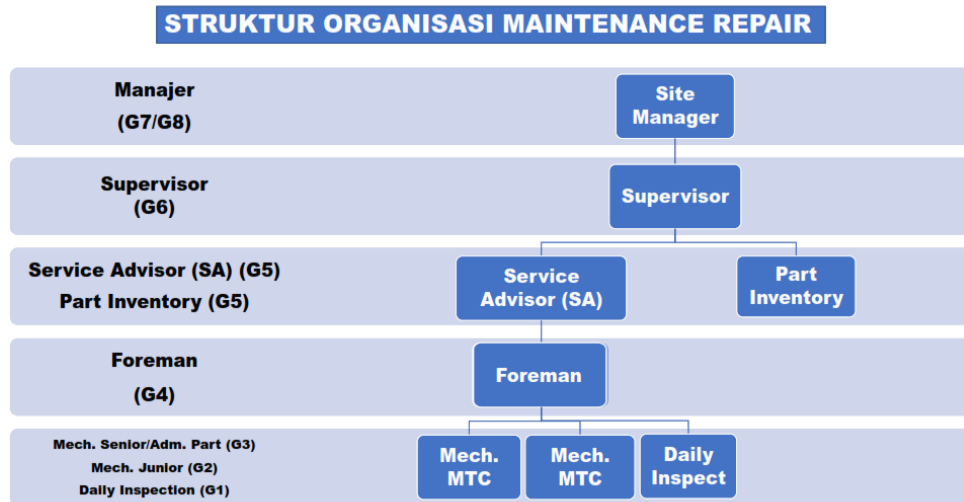 STRUKTUR ORGANISASI MAINTENANCE REPAIR
Manajer
(G7/G8)
Site
Manager
Supervisor
(G6)
Supervisor
Service Advisor (SA) (G5)
Part Inventory (G5)
Service
Advisor (SA)
Part
Inventory
Foreman
(G4)
Foreman
Mech. Senior/Adm. Part (G3)
Mech. Junior (G2)
Daily Inspection (G1)
Mech.
MTC
Mech.
MTC
Daily
Inspect